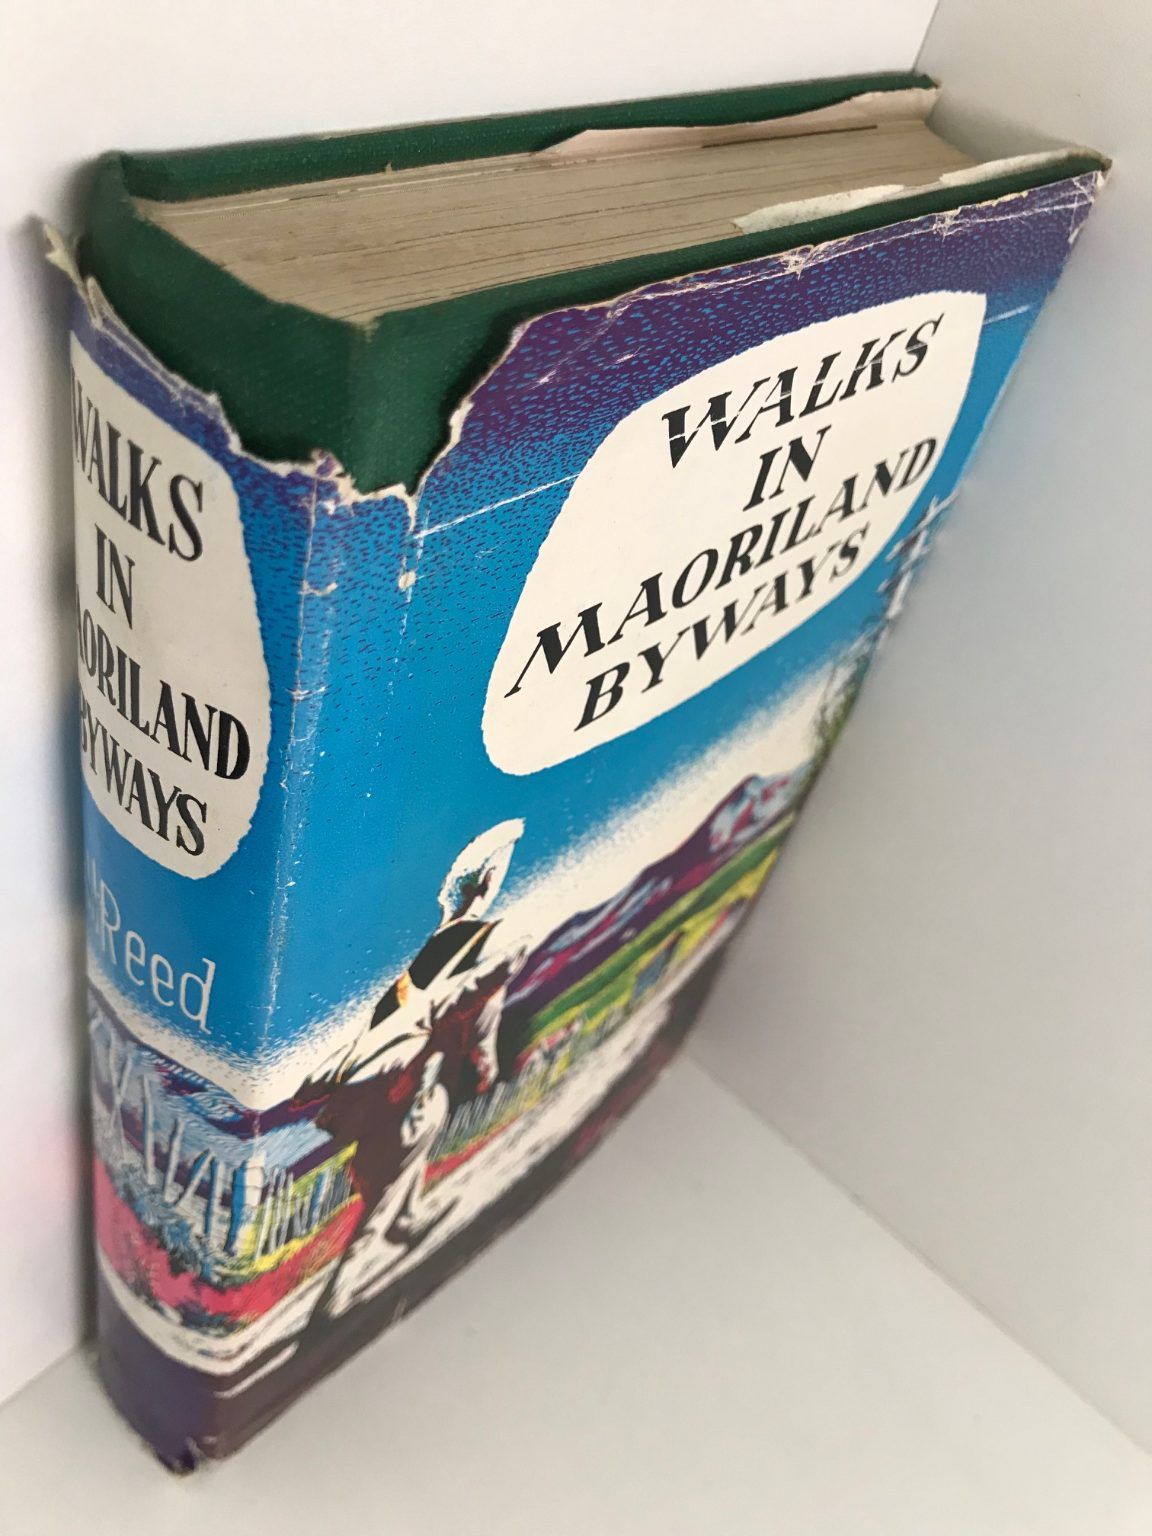 WALKS
IN
MAORILAND
BYWAYS
Reed
WALKS
IN
MAORILAND
BYWAYS